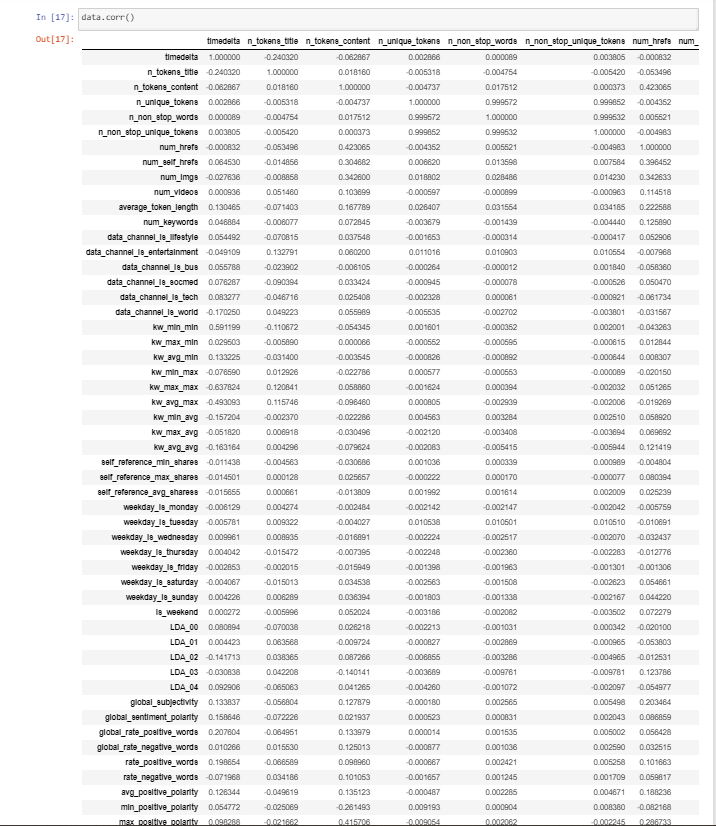 In [17]: data.corr()
Out[17]:
timedelta n_tokens_title n_tokens_content n_unique_tokens n_non_stop_words n_non_stop_unique_tokens num_hrefs num_
timedelta 1.000000 -0.240320 -0.062867 0.002866 0.000089 0.003805 -0.000832
n_tokens_title -0.240320 1.000000 0.018160 -0.005318 -0.004754 -0.005420 -0.053496
n_tokens_content -0.062867 0.018160 1.000000 -0.004737 0.017512 0.000373 0.423065
n_unique_tokens 0.002866 -0.005318 -0.004737 1.000000 0.999572 0.999852 -0.004352
n_non_stop_words 0.000089 -0.004754 0.017512 0.999572 1.000000 0.999532 0.005521
n_non_stop_unique_tokens 0.003805 -0.005420 0.000373 0.999852 0.999532 1.000000 -0.004983
num_hrefs -0.000832 -0.053496 0.423065 -0.004352 0.005521 -0.004983 1.000000
num_self_hrefs 0.064530 -0.014856 0.304682 0.006620 0.013598 0.007584 0.396452
num_imgs -0.027636 -0.008858 0.342600 0.018802 0.028486 0.014230 0.342633
num_videos 0.000936 0.051460 0.103699 -0.000597 -0.000899 -0.000963 0.114518
average_token_length 0.130465 -0.071403 0.167789 0.026407 0.031554 0.034185 0.222588
num_keywords 0.046884 -0.006077 0.072845 -0.003679 -0.001439 -0.004440 0.125890
data_channel_is_lifestyle 0.054492 -0.070815 0.037548 -0.001653 -0.000314 -0.000417 0.052906
data_channel_is_entertainment -0.049109 0.132791 0.060200 0.011016 0.010903 0.010554 -0.007968
data_channel_is_bus 0.055788 -0.023902 -0.006105 -0.000264 -0.000012 0.001840 -0.058360
data_channel_is_socmed 0.076287 -0.090394 0.033424 -0.000945 -0.000078 -0.000526 0.050470
data_channel_is_tech 0.083277 -0.046716 0.025408 -0.002328 0.000061 -0.000921 -0.061734
data_channel_is_world -0.170250 0.049223 0.055989 -0.005535 -0.002702 -0.003801 -0.031567
kw_min_min 0.591199 -0.110672 -0.054345 0.001601 -0.000352 0.002001 -0.043263
kw_max_min 0.029503 -0.005890 0.000066 -0.000552 -0.000595 -0.000615 0.012844
kw_avg_min 0.133225 -0.031400 -0.003545 -0.000826 -0.000892 -0.000644 0.008307
kw_min_max -0.076590 0.012926 -0.022786 0.000577 -0.000553 -0.000089 -0.020150
kw_max_max -0.637824 0.120841 0.058860 -0.001624 0.000394 -0.002032 0.051265
kw_avg_max -0.493093 0.115746 -0.096460 0.000805 -0.002939 -0.002006 -0.019269
kw_min_avg -0.157204 -0.002370 -0.022286 0.004563 0.003284 0.002510 0.058920
kw_max_avg -0.051820 0.006918 -0.030496 -0.002120 -0.003408 -0.003694 0.069692
kw_avg_avg -0.163164 0.004296 -0.079624 -0.002083 -0.005415 -0.005944 0.121419
self_reference_min_shares -0.011438 -0.004563 -0.030686 0.001036 0.000339 0.000989 -0.004804
self_reference_max_shares -0.014501 0.000128 0.025657 -0.000222 0.000170 -0.000077 0.080394
self_reference_avg_sharess -0.015655 0.000661 -0.013809 0.001992 0.001614 0.002009 0.025239
weekday_is_monday -0.006129 0.004274 -0.002484 -0.002142 -0.002147 -0.002042 -0.005759
weekday_is_tuesday -0.005781 0.009322 -0.004027 0.010538 0.010501 0.010510 -0.010691
weekday_is_wednesday 0.009961 0.008935 -0.016891 -0.002224 -0.002517 -0.002070 -0.032437
weekday_is_thursday 0.004042 -0.015472 -0.007395 -0.002248 -0.002360 -0.002283 -0.012776
weekday_is_friday -0.002853 -0.002015 -0.015949 -0.001398 -0.001963 -0.001301 -0.001306
weekday_is_saturday -0.004067 -0.015013 0.034538 -0.002563 -0.001508 -0.002623 0.054661
weekday_is_sunday 0.004226 0.006289 0.036394 -0.001803 -0.001338 -0.002167 0.044220
is_weekend 0.000272 -0.005996 0.052024 -0.003186 -0.002082 -0.003502 0.072279
LDA_00 0.080894 -0.070038 0.026218 -0.002213 -0.001031 0.000342 -0.020100
LDA_01 0.004423 0.063568 -0.009724 -0.000827 -0.002869 -0.000965 -0.053803
LDA_02 -0.141713 0.038365 0.087266 -0.006855 -0.003286 -0.004965 -0.012531
LDA_03 -0.030838 0.042208 -0.140141 -0.003689 -0.009761 -0.009781 0.123786
LDA_04 0.092906 -0.065063 0.041265 -0.004260 -0.001072 -0.002097 -0.054977
global_subjectivity 0.133837 -0.056804 0.127879 -0.000180 0.002565 0.005498 0.203464
global_sentiment_polarity 0.158646 -0.072226 0.021937 0.000523 0.000831 0.002043 0.086859
global_rate_positive_words 0.207604 -0.064951 0.133979 0.000014 0.001535 0.005002 0.056428
global_rate_negative_words 0.010266 0.015530 0.125013 -0.000877 0.001036 0.002590 0.032515
rate_positive_words 0.198654 -0.066589 0.098960 -0.000667 0.002421 0.005258 0.101663
rate_negative_words -0.071968 0.034186 0.101053 -0.001657 0.001245 0.001709 0.059817
avg_positive_polarity 0.126344 -0.049619 0.135123 -0.000487 0.002285 0.004671 0.188236
min_positive_polarity 0.054772 -0.025069 -0.261493 0.009193 0.000904 0.008380 -0.082168
max_positive_polarity 0.098288 -0.021662 0.415706 -0.009054 0.002062 -0.002245 0.286733